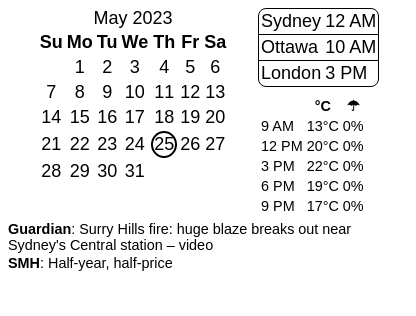 May 2023
Su Mo Tu We Th Fr Sa
1 2 3 4 5 6
7 8 9 10 11 12 13
14 15 16 17 18 19 20
21 22 23 24 25 26 27
28 29 30 31
Sydney 12 AM
Ottawa 10 AM
London 3 PM
°C ☂
9 AM 13°C 0%
12 PM 20°C 0%
3 PM 22°C 0%
6 PM 19°C 0%
9 PM 17°C 0%
Guardian: Surry Hills fire: huge blaze breaks out near
Sydney's Central station – video
SMH: Half-year, half-price